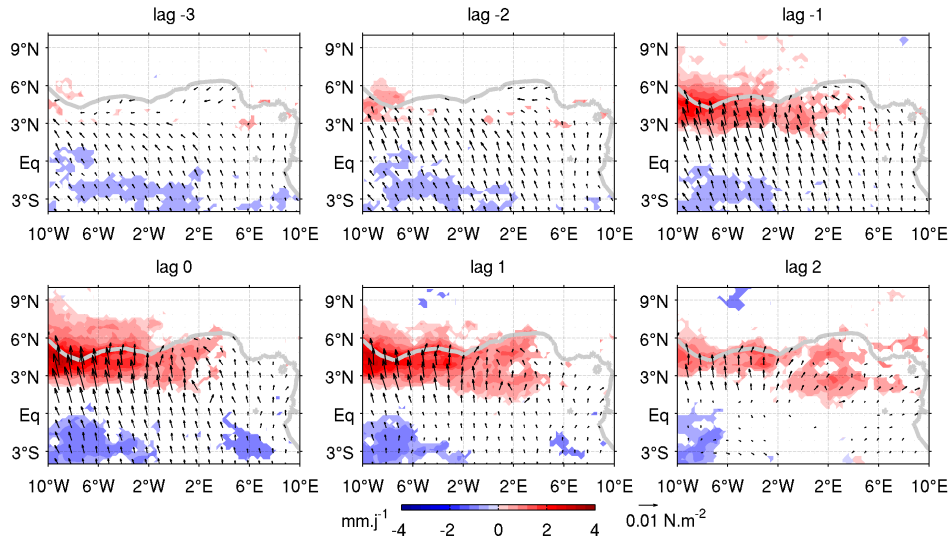 lag -3
lag -2
lag -1
9°N
6°N
3°N
Eq
3°S
10°W 6°W 2°W 2°E 6°E 10°E
9°N
6°N
3°N
Eq
3°S
10°W 6°W 2°W 2°E 6°E 10°E
9°N
6°N
3°N
Eq
3°S
10°W 6°W 2°W 2°E 6°E 10°E
lag 0
lag 1
lag 2
9°N
6°N
3°N
Eq
3°S
10°W 6°W 2°W 2°E 6°E 10°E
9°N
6°N
3°N
Eq
3°S
10°W 6°W 2°W 2°E 6°E 10°E
9°N
6°N
3°N
Eq
3°S
10°W 6°W 2°W 2°E 6°E 10°E
mm.j⁻¹ -4 -2 0 2 4
0.01 N.m⁻²